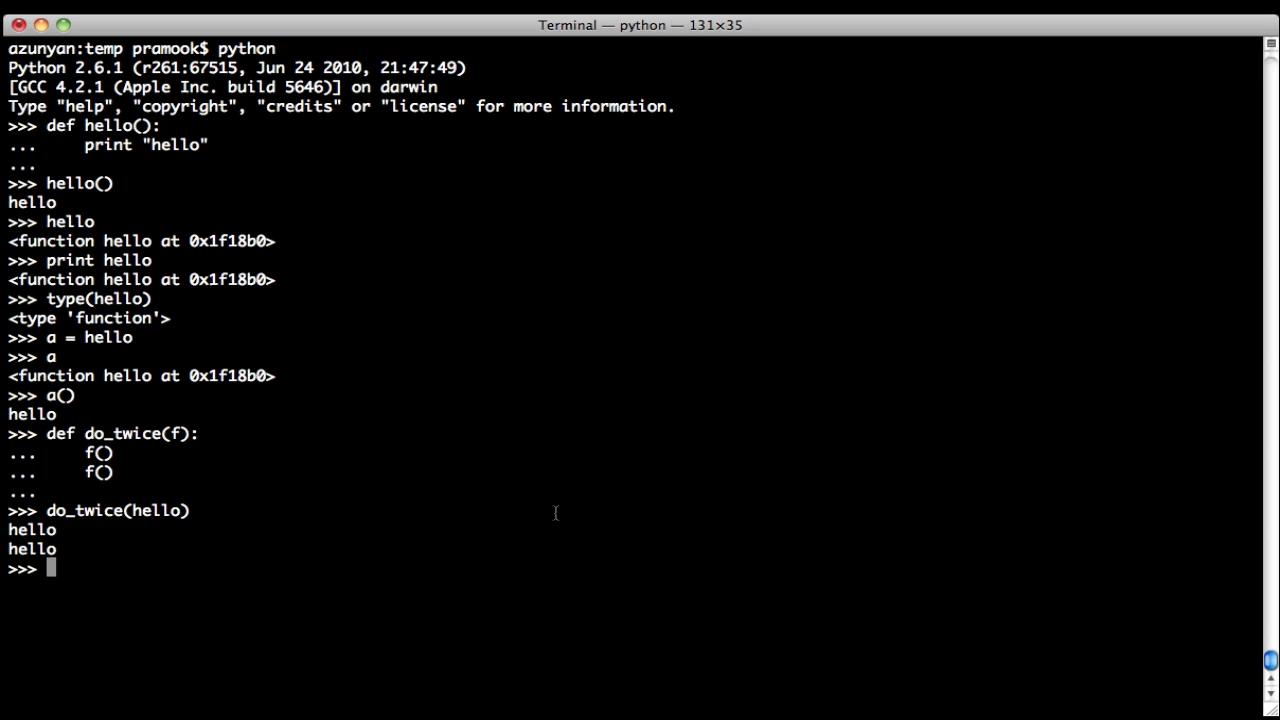 Terminal — python — 131×35
azunyan:temp pramook$ python
Python 2.6.1 (r261:67515, Jun 24 2010, 21:47:49)
[GCC 4.2.1 (Apple Inc. build 5646)] on darwin
Type "help", "copyright", "credits" or "license" for more information.
>>> def hello():
...     print "hello"
...
>>> hello()
hello
>>> hello
<function hello at 0x1f18b0>
>>> print hello
<function hello at 0x1f18b0>
>>> type(hello)
<type 'function'>
>>> a = hello
>>> a
<function hello at 0x1f18b0>
>>> a()
hello
>>> def do_twice(f):
...     f()
...     f()
...
>>> do_twice(hello)
hello
hello
>>>